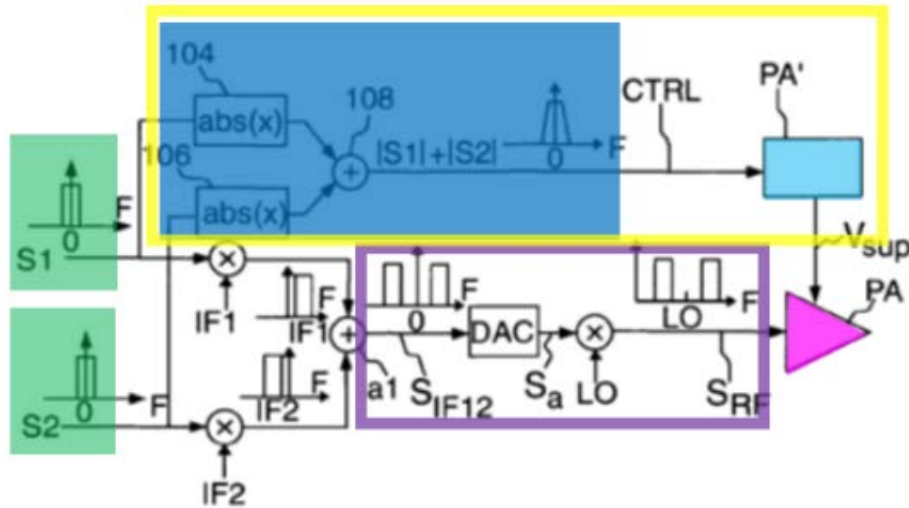 104
108
CTRL
PA'
abs(x)
|S1|+|S2|
F
0
106
abs(x)
F
0
S1
V sup
PA
IF1
F
IF1
F
0
DAC
F
LO
a1
S IF12
S a
LO
S RF
F
0
S2
F
IF2
IF2